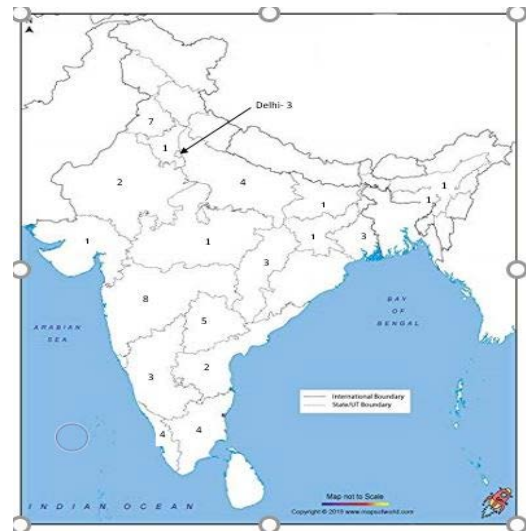 Delhi- 3
7
1
2
4
1
1
1
1
1
1
3
3
8
5
2
3
4
4
ARABIAN
SEA
BAY
OF
BENGAL
International Boundary
State/UT Boundary
Map not to Scale
Copyright © 2019 www.mapsofworld.com
INDIAN OCEAN